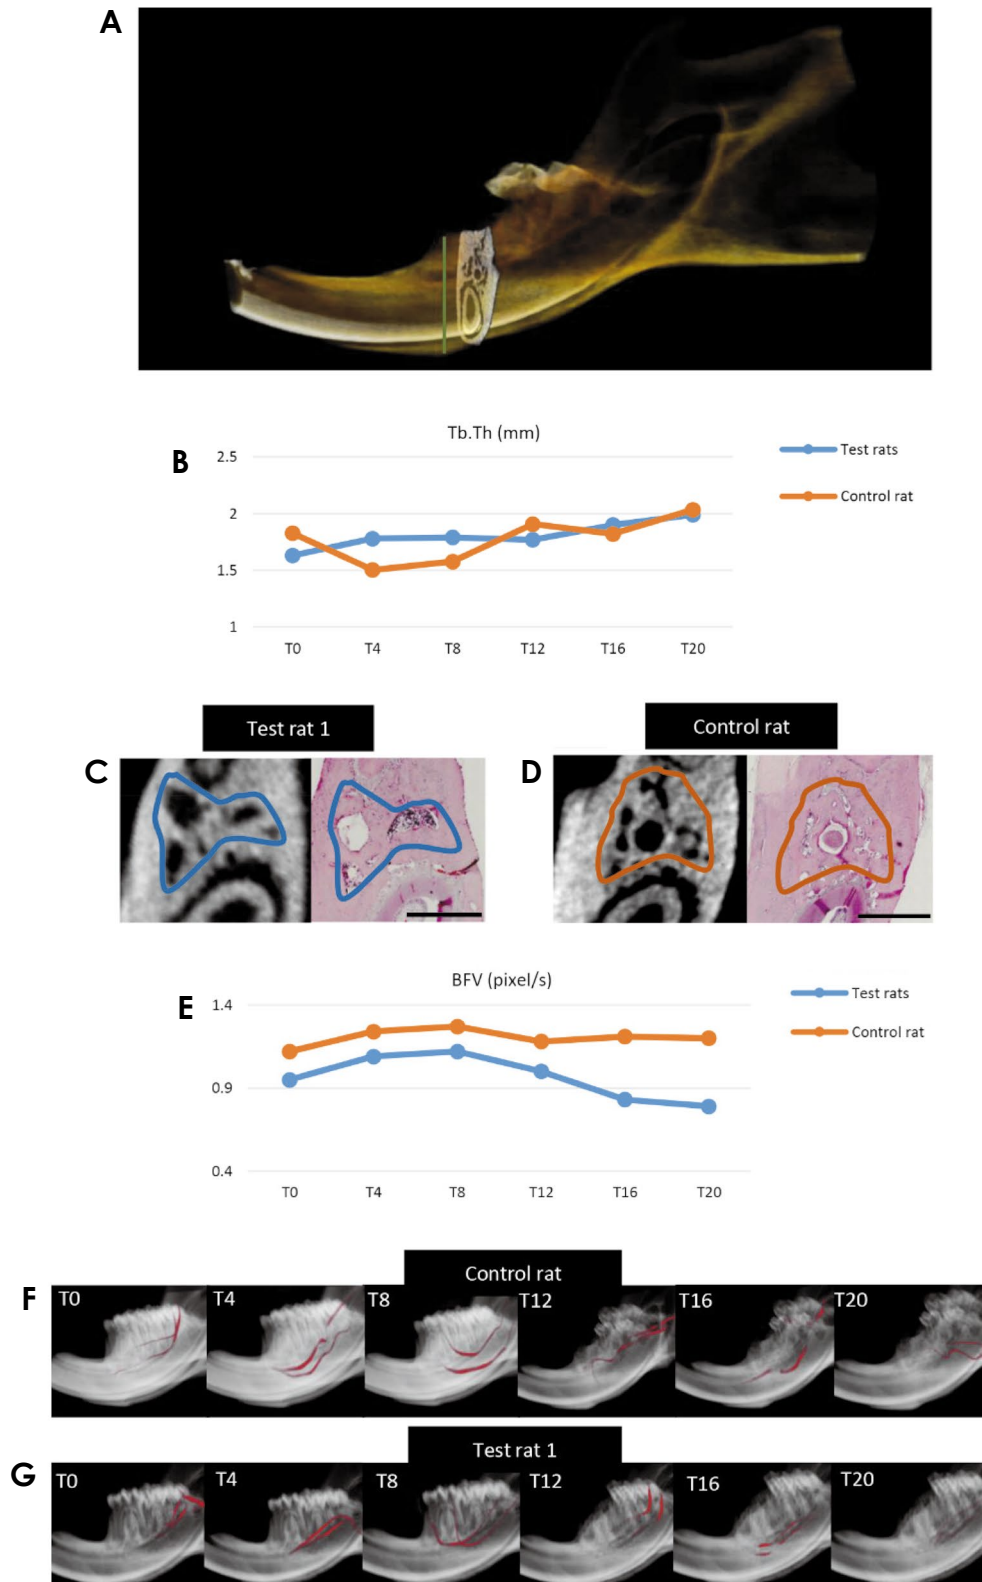 A
Tb.Th (mm)
B
2.5
2
1.5
1
T0 T4 T8 T12 T16 T20
Test rats
Control rat
Test rat 1
Control rat
C
D
BFV (pixel/s)
E
1.4
0.9
0.4
T0 T4 T8 T12 T16 T20
Test rats
Control rat
Control rat
F
T0 T4 T8 T12 T16 T20
Test rat 1
G
T0 T4 T8 T12 T16 T20